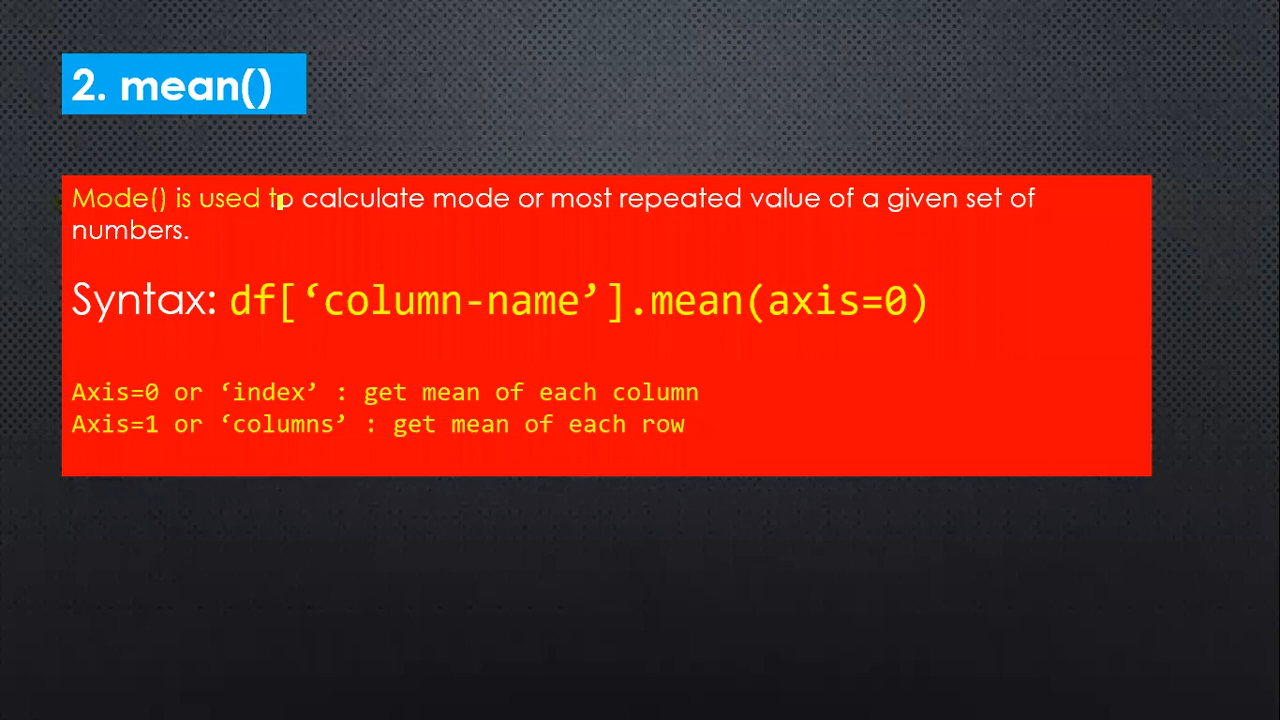 2. mean()
Mode() is used to calculate mode or most repeated value of a given set of
numbers.
Syntax: df[‘column-name’].mean(axis=0)
Axis=0 or ‘index’ : get mean of each column
Axis=1 or ‘columns’ : get mean of each row